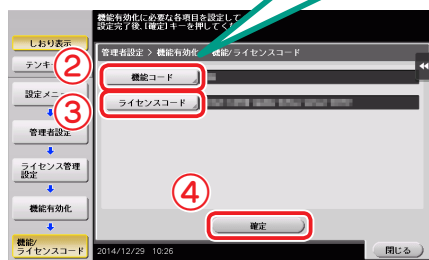 機能有効化に必要な各項目を設定して
設定完了後、[確定]キーを押してく
しおり表示
テンキ
管理者設定 > 機能有効化 機能/ライセンスコード
②
機能コード
設定メニ
③
ライセンスコード
管理者設定
ライセンス管理
設定
④
機能有効化
確定
機能/
ライセンスコード
2014/12/29 10:26
閉じる